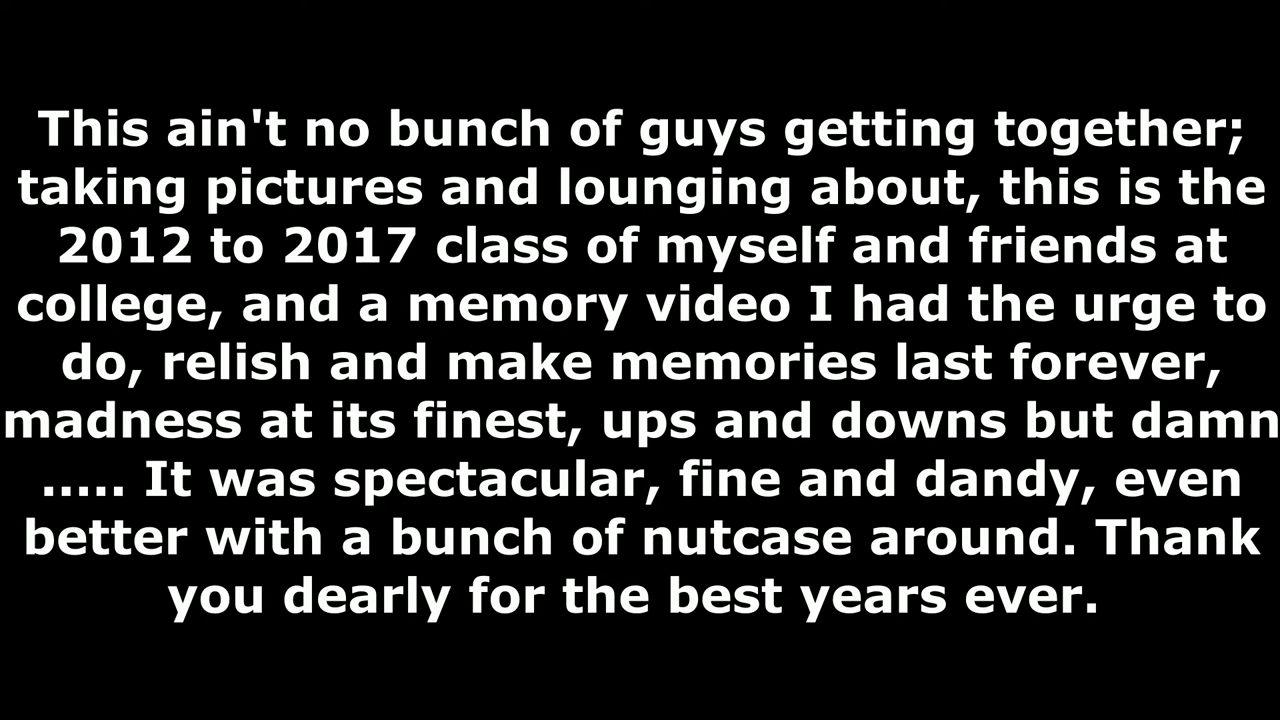 This ain't no bunch of guys getting together;
taking pictures and lounging about, this is the
2012 to 2017 class of myself and friends at
college, and a memory video I had the urge to
do, relish and make memories last forever,
madness at its finest, ups and downs but damn
..... It was spectacular, fine and dandy, even
better with a bunch of nutcase around. Thank
you dearly for the best years ever.